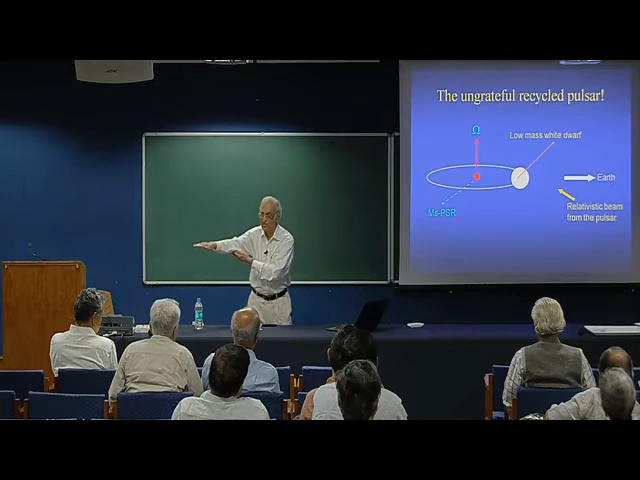 The ungrateful recycled pulsar!
Ω
Low mass white dwarf
Earth
Ms-PSR
Relativistic beam
from the pulsar